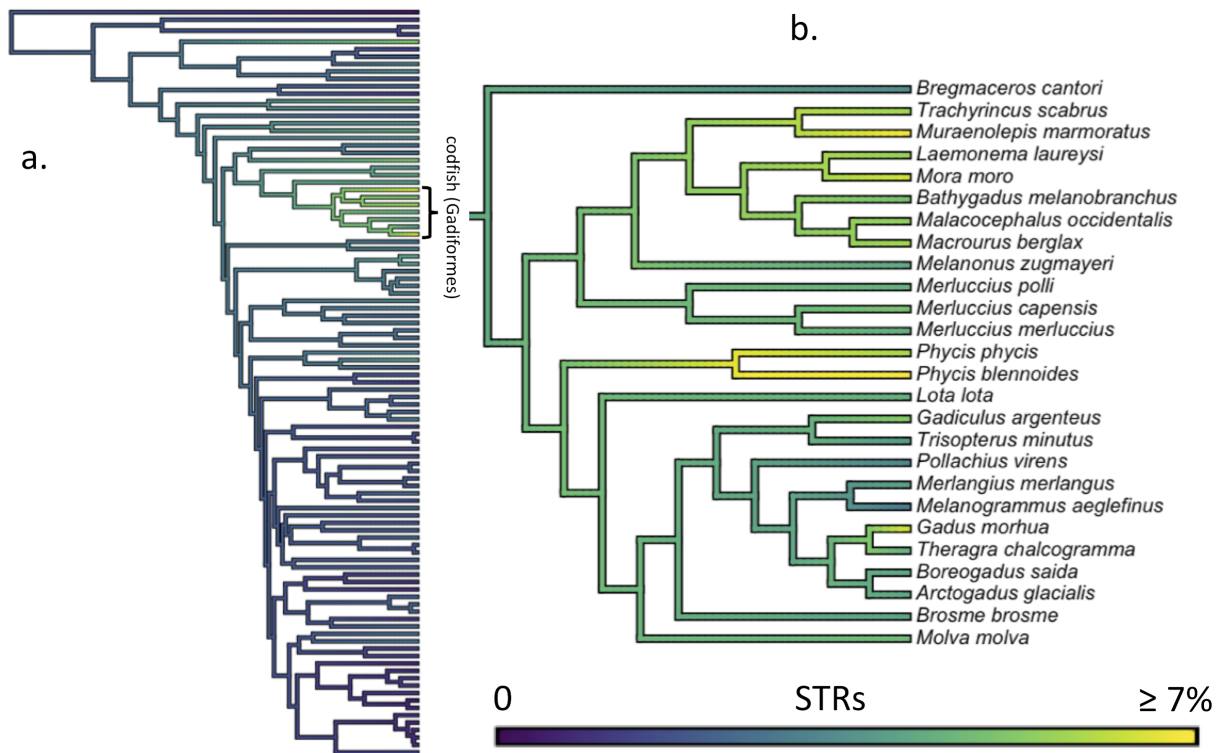 a.
codfish (Gadiformes)
b.
Bregmaceros cantori
Trachyrincus scabrus
Muraenolepis marmoratus
Laemonema laureysi
Mora moro
Bathygadus melanobranchus
Malacocephalus occidentalis
Macrourus berglax
Melanonus zugmayeri
Merluccius polli
Merluccius capensis
Merluccius merluccius
Phycis phycis
Phycis blennoides
Lota lota
Gadiculus argenteus
Trisopterus minutus
Pollachius virens
Merlangius merlangus
Melanogrammus aeglefinus
Gadus morhua
Theragra chalcogramma
Boreogadus saida
Arctogadus glacialis
Brosme brosme
Molva molva
0 STRs ≥ 7%